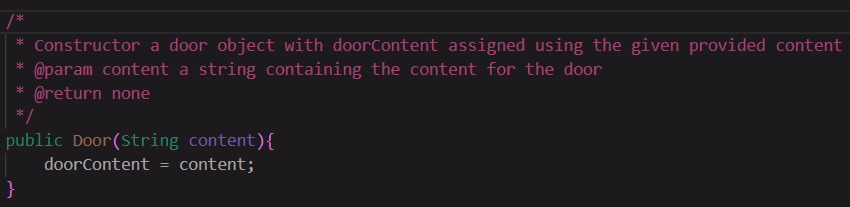 /*
 * Constructor a door object with doorContent assigned using the given provided content
 * @param content a string containing the content for the door
 * @return none
 */
public Door(String content){
    doorContent = content;
}